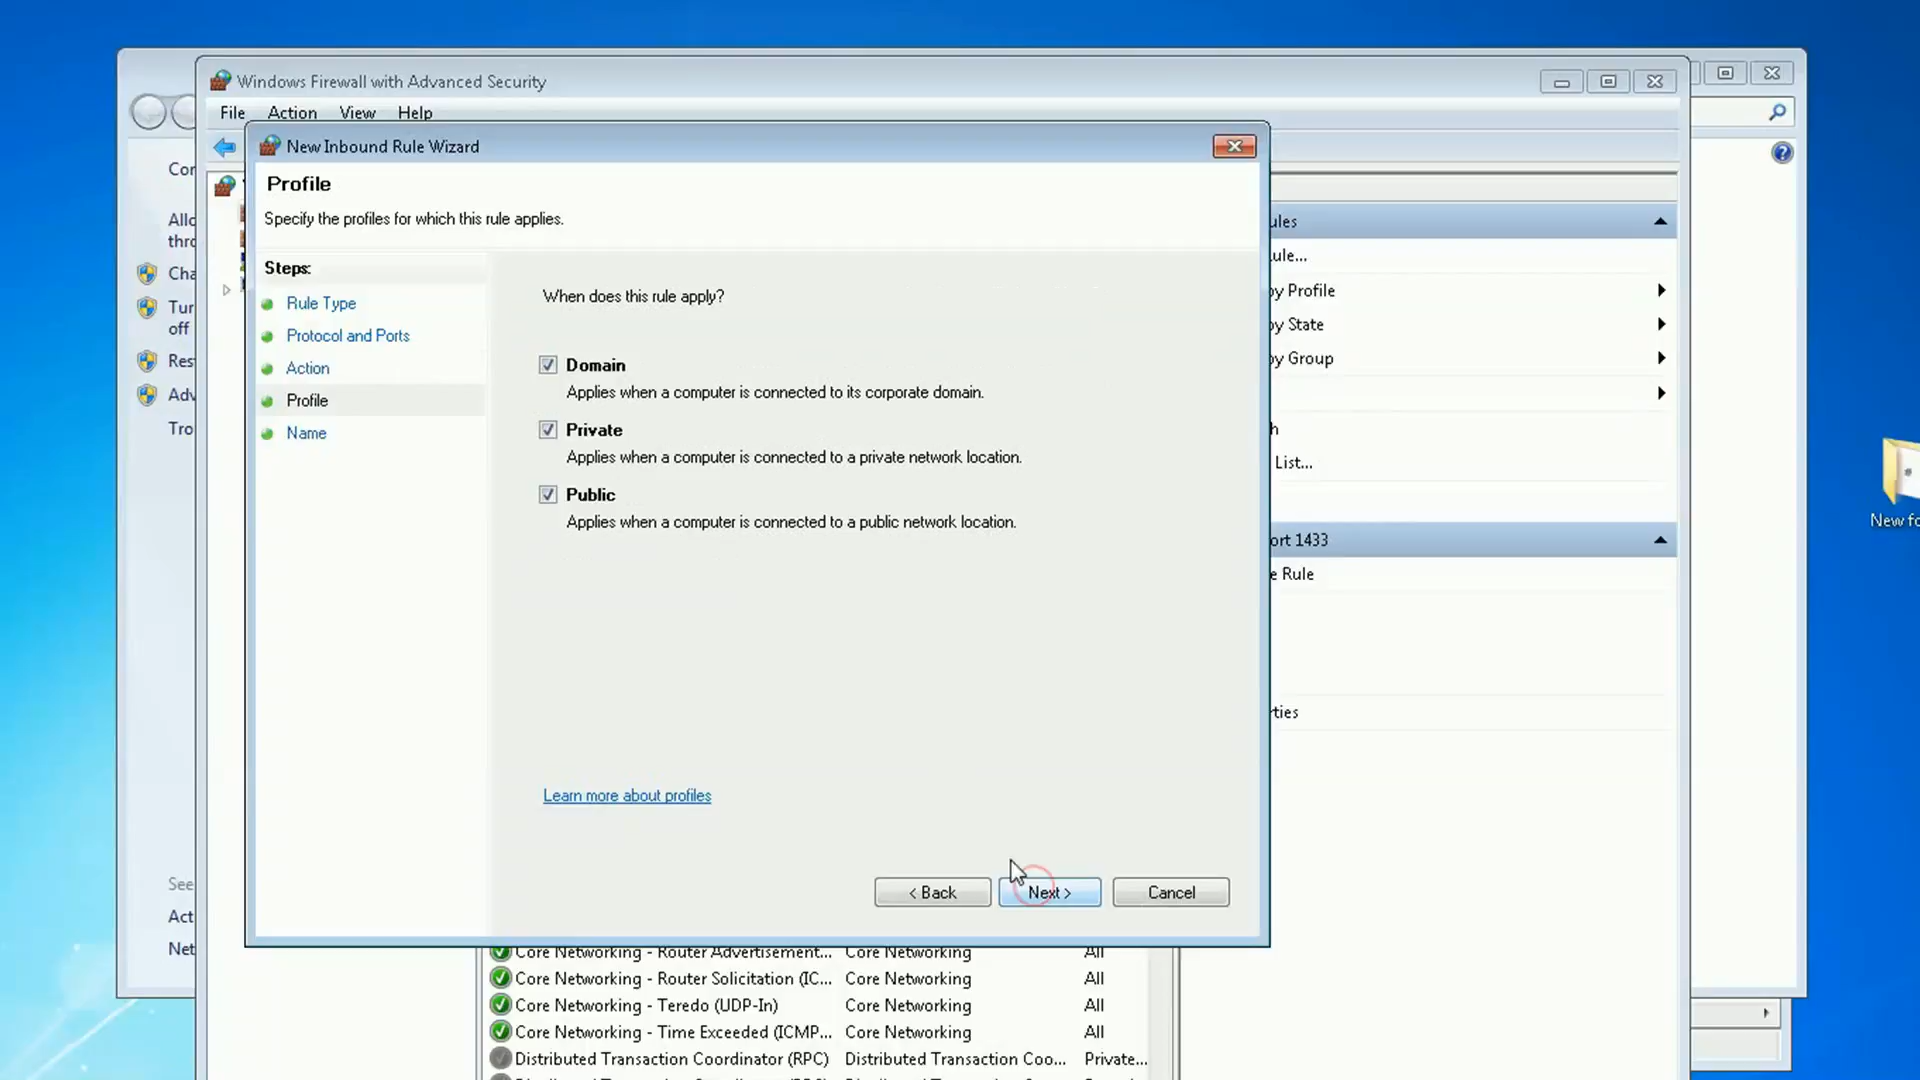 Windows Firewall with Advanced Security
File Action View Help
New Inbound Rule Wizard
Profile
Specify the profiles for which this rule applies.
Steps:
Rule Type
Protocol and Ports
Action
Profile
Name
When does this rule apply?
Domain
Applies when a computer is connected to its corporate domain.
Private
Applies when a computer is connected to a private network location.
Public
Applies when a computer is connected to a public network location.
Learn more about profiles
< Back
Next >
Cancel
Cor
Allo
thro
Cha
Tur
off
Res
Adv
Tro
See
Act
Net
ules
ule...
by Profile
by State
by Group
h
List...
ort 1433
e Rule
rties
New fo
Core Networking - Router Advertisement... Core Networking All
Core Networking - Router Solicitation (IC... Core Networking All
Core Networking - Teredo (UDP-In) Core Networking All
Core Networking - Time Exceeded (ICMP... Core Networking All
Distributed Transaction Coordinator (RPC) Distributed Transaction Coo... Private...